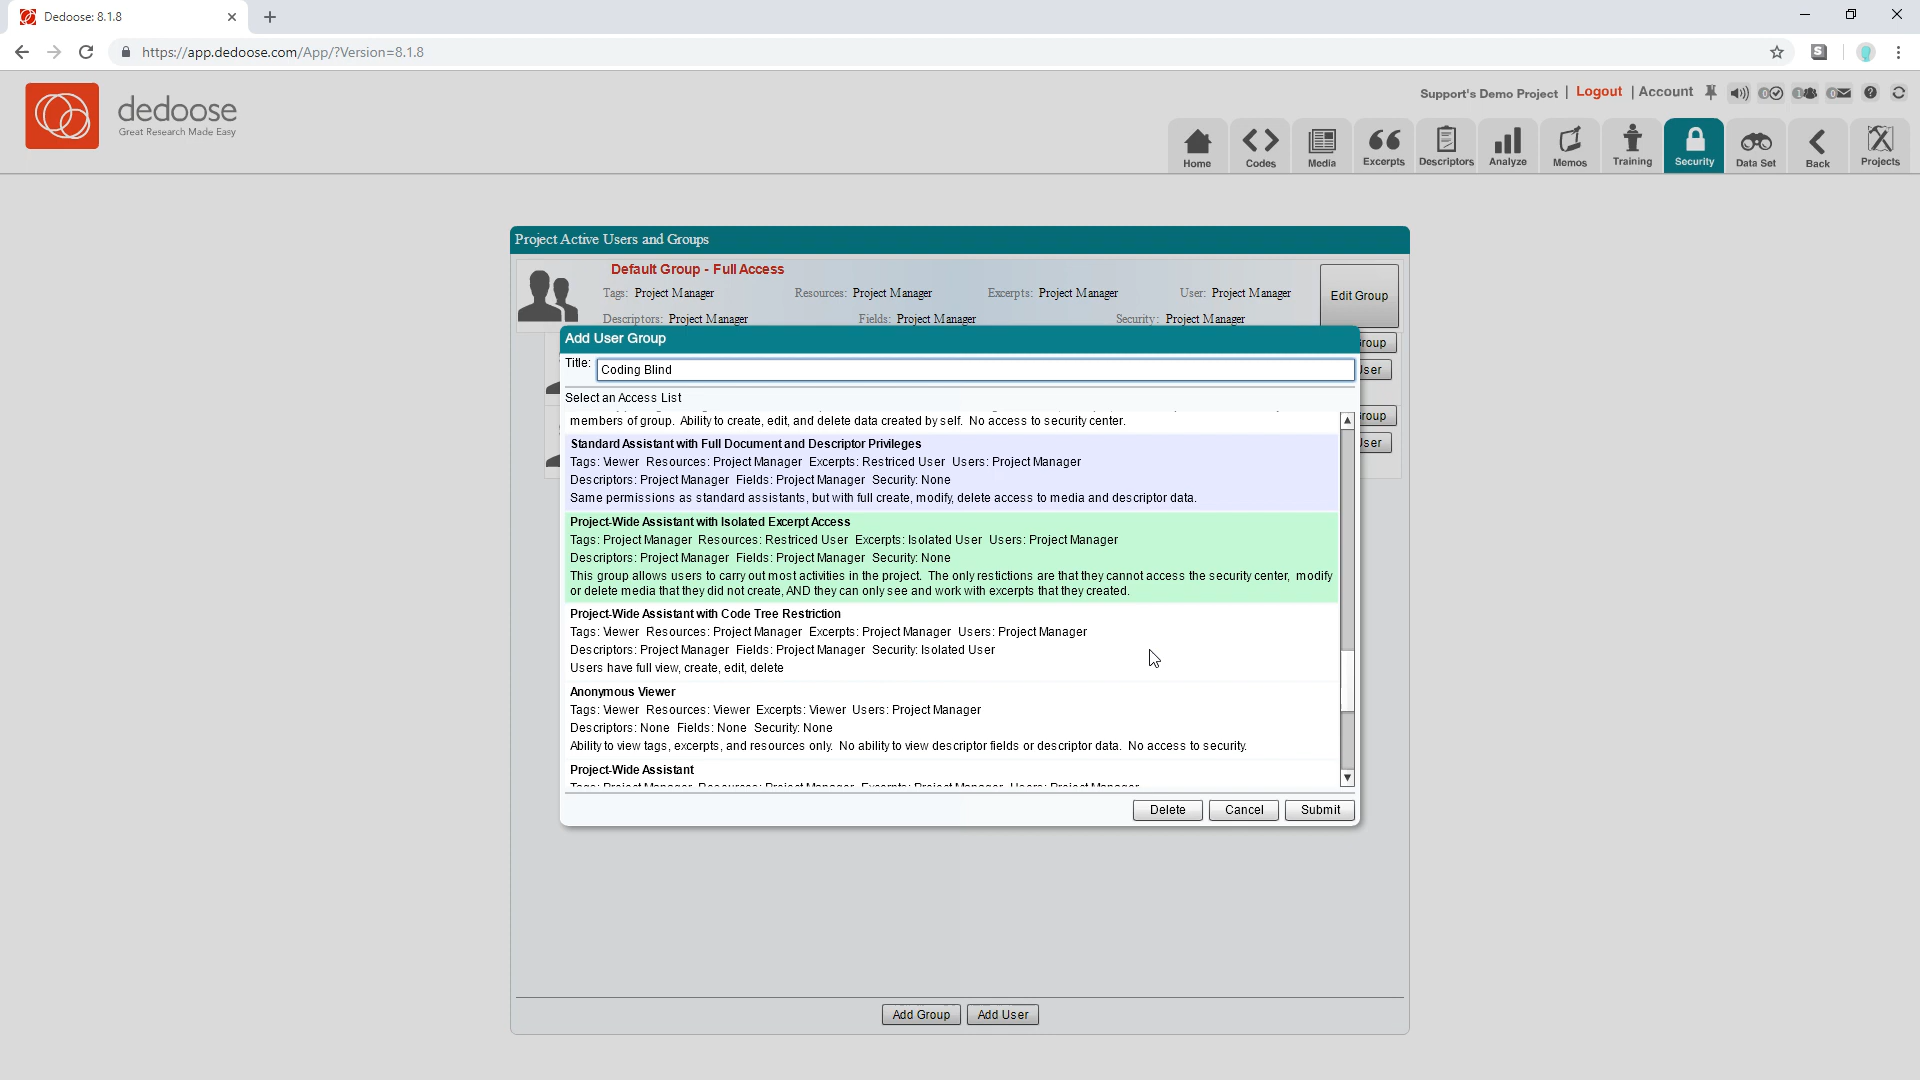 Dedoose: 8.1.8
https://app.dedoose.com/App/?Version=8.1.8
dedoose
Great Research Made Easy
Support's Demo Project | Logout | Account
Home Codes Media Excerpts Descriptors Analyze Memos Training Security Data Set Back Projects
Project Active Users and Groups
Default Group - Full Access
Tags: Project Manager Resources: Project Manager Excerpts: Project Manager User: Project Manager
Descriptors: Project Manager Fields: Project Manager Security: Project Manager
Edit Group
Add User Group
Title: Coding Blind
Select an Access List
members of group. Ability to create, edit, and delete data created by self. No access to security center.
Standard Assistant with Full Document and Descriptor Privileges
Tags: Viewer Resources: Project Manager Excerpts: Restriced User Users: Project Manager
Descriptors: Project Manager Fields: Project Manager Security: None
Same permissions as standard assistants, but with full create, modify, delete access to media and descriptor data.
Project-Wide Assistant with Isolated Excerpt Access
Tags: Project Manager Resources: Restriced User Excerpts: Isolated User Users: Project Manager
Descriptors: Project Manager Fields: Project Manager Security: None
This group allows users to carry out most activities in the project. The only restictions are that they cannot access the security center, modify
or delete media that they did not create, AND they can only see and work with excerpts that they created.
Project-Wide Assistant with Code Tree Restriction
Tags: Viewer Resources: Project Manager Excerpts: Project Manager Users: Project Manager
Descriptors: Project Manager Fields: Project Manager Security: Isolated User
Users have full view, create, edit, delete
Anonymous Viewer
Tags: Viewer Resources: Viewer Excerpts: Viewer Users: Project Manager
Descriptors: None Fields: None Security: None
Ability to view tags, excerpts, and resources only. No ability to view descriptor fields or descriptor data. No access to security.
Project-Wide Assistant
Tags: Project Manager Resources: Project Manager Excerpts: Project Manager Users: Project Manager
Delete Cancel Submit
Add Group Add User